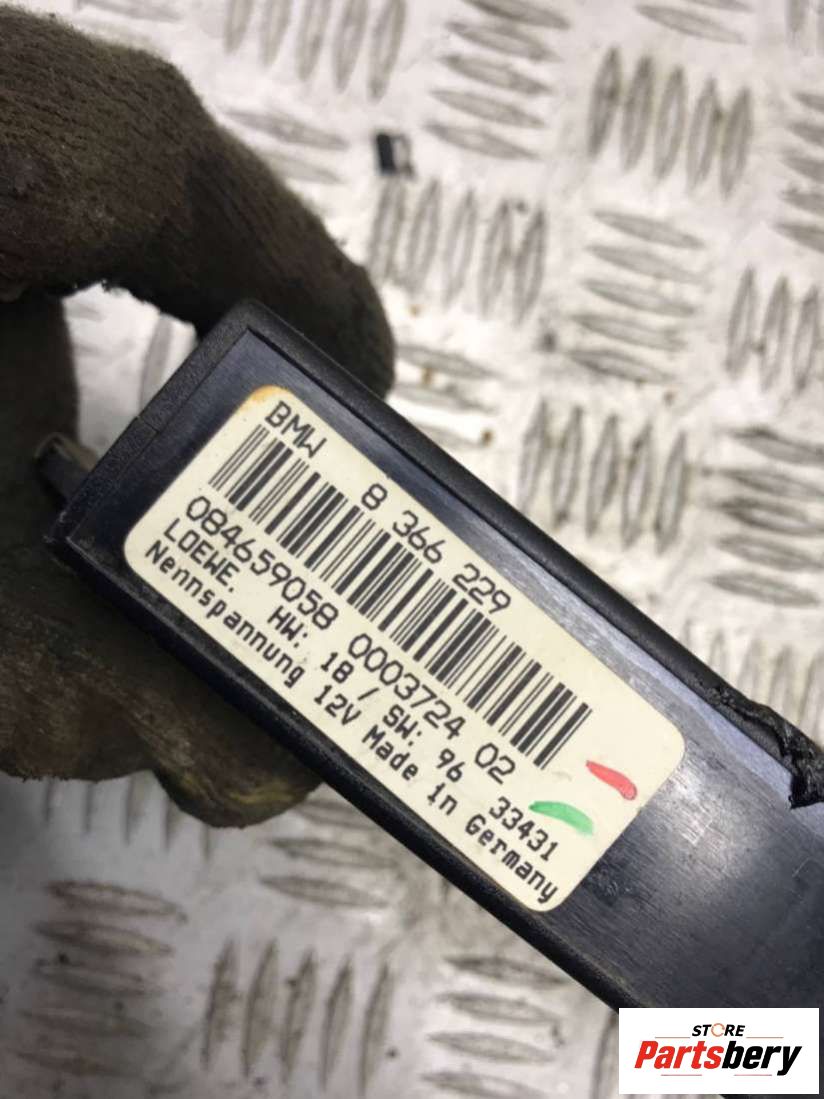 BMW 8 366 229
084659058 0003724 02
LOEWE. HW: 18 / SW: 96 33431
Nennspannung 12V Made in Germany
STORE
Partsbery